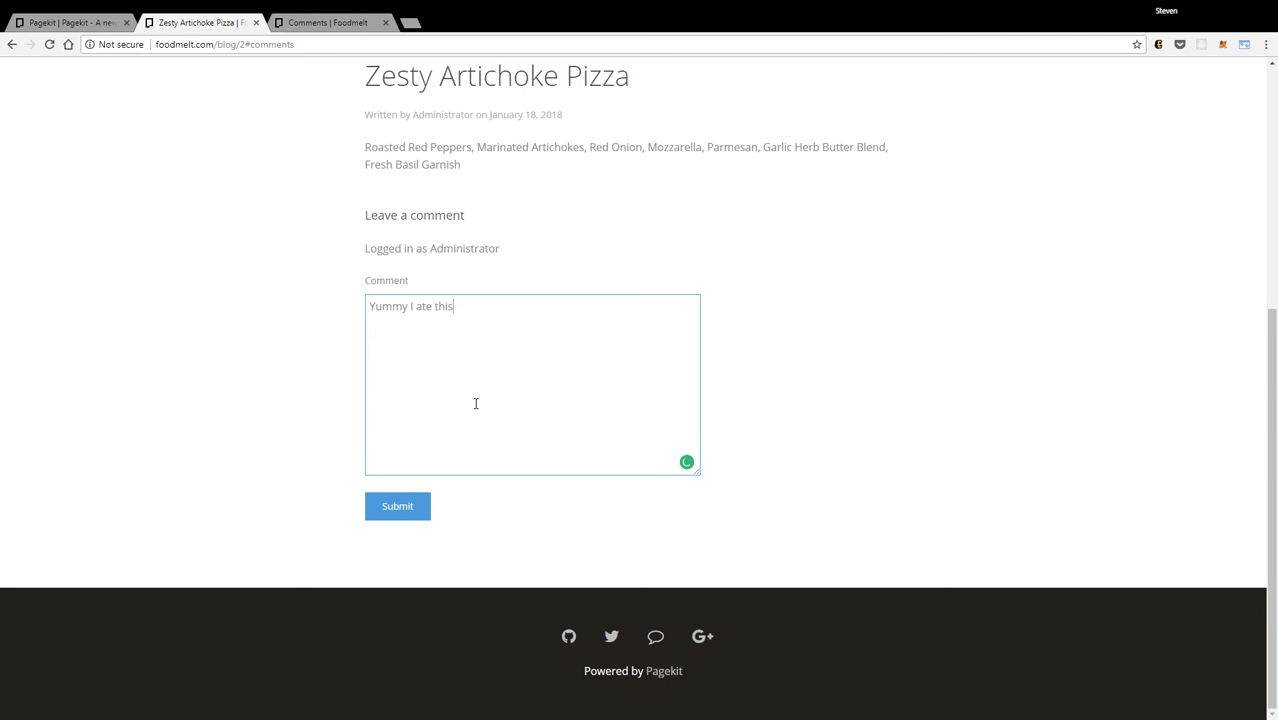 Steven
Pagekit | Pagekit - A new
Zesty Artichoke Pizza | Fo
Comments | Foodmelt
Not secure | foodmelt.com/blog/2#comments
Zesty Artichoke Pizza
Written by Administrator on January 18, 2018
Roasted Red Peppers, Marinated Artichokes, Red Onion, Mozzarella, Parmesan, Garlic Herb Butter Blend,
Fresh Basil Garnish
Leave a comment
Logged in as Administrator
Comment
Yummy I ate this
Submit
Powered by Pagekit